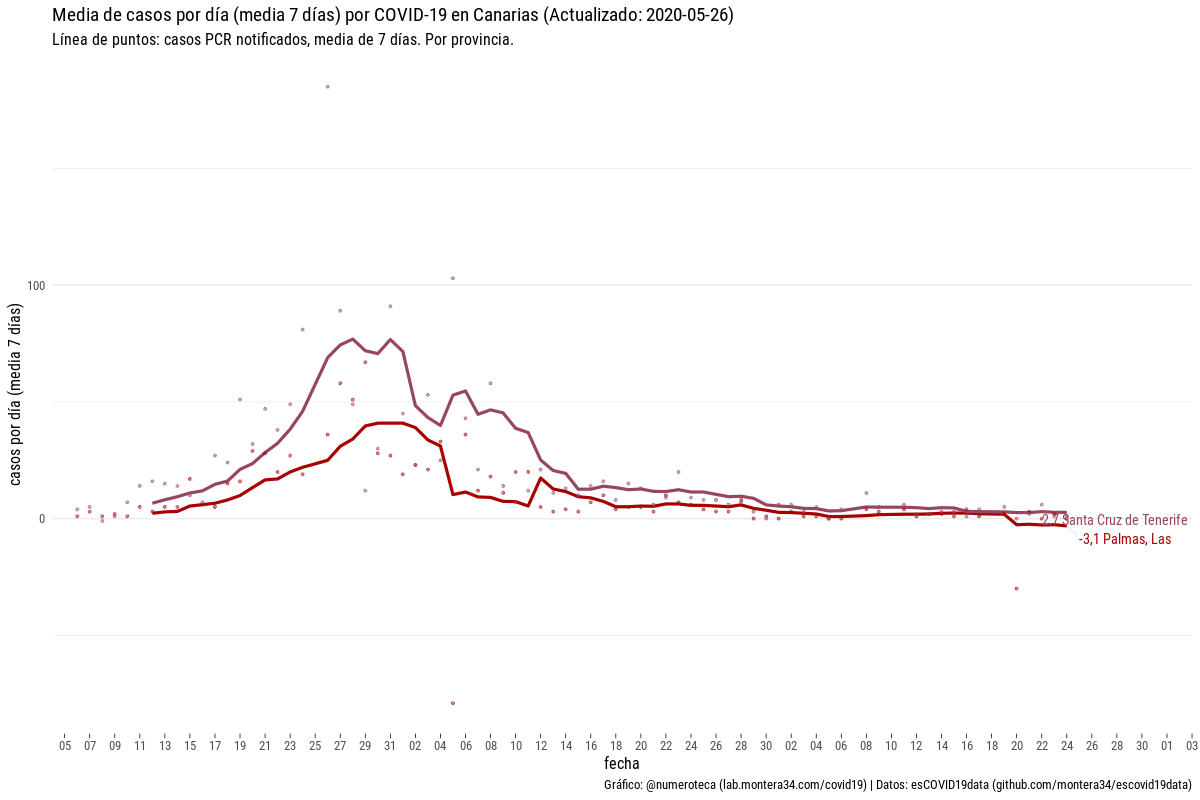 Media de casos por día (media 7 días) por COVID-19 en Canarias (Actualizado: 2020-05-26)
Línea de puntos: casos PCR notificados, media de 7 días. Por provincia.
casos por día (media 7 días)
100
0
2,7 Santa Cruz de Tenerife
-3,1 Palmas, Las
05 07 09 11 13 15 17 19 21 23 25 27 29 31 02 04 06 08 10 12 14 16 18 20 22 24 26 28 30 02 04 06 08 10 12 14 16 18 20 22 24 26 28 30 01 03
fecha
Gráfico: @numeroteca (lab.montera34.com/covid19) | Datos: esCOVID19data (github.com/montera34/escovid19data)